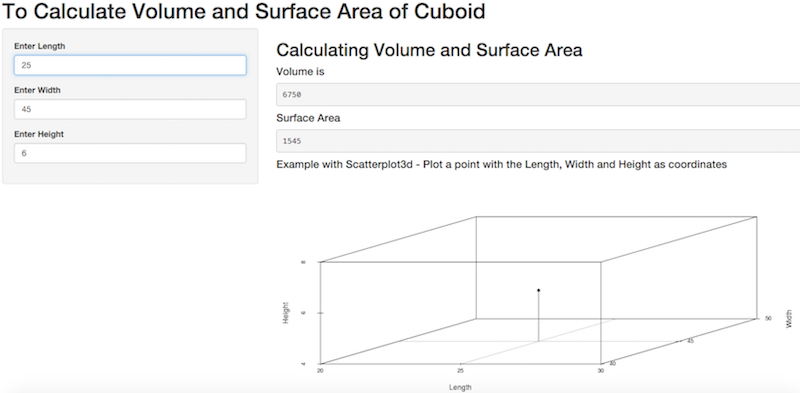 To Calculate Volume and Surface Area of Cuboid
Enter Length
25
Enter Width
45
Enter Height
6
Calculating Volume and Surface Area
Volume is
6750
Surface Area
1545
Example with Scatterplot3d - Plot a point with the Length, Width and Height as coordinates
8
6
4
Height
20
25
30
Length
40
45
50
Width